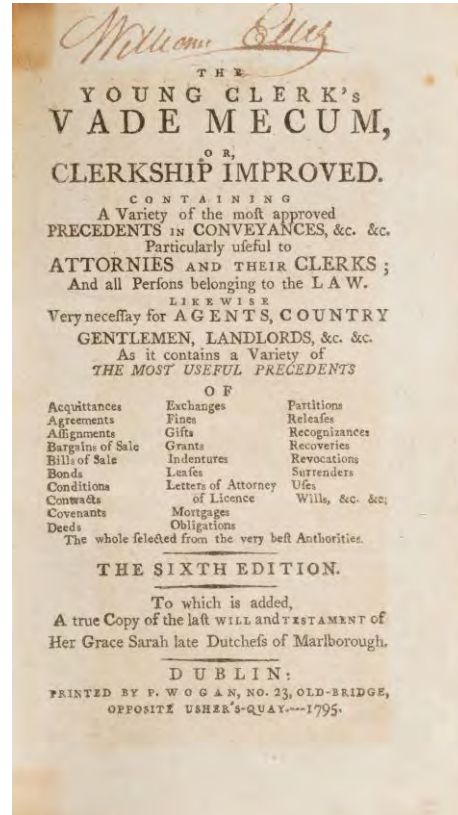 William Ellis
THE
YOUNG CLERK's
VADE MECUM,
OR,
CLERKSHIP IMPROVED.
CONTAINING
A Variety of the moſt approved
PRECEDENTS IN CONVEYANCES, &c. &c.
Particularly uſeful to
ATTORNIES AND THEIR CLERKS;
And all Perſons belonging to the LAW.
LIKEWISE
Very neceſſay for AGENTS, COUNTRY
GENTLEMEN, LANDLORDS, &c. &c.
As it contains a Variety of
THE MOST USEFUL PRECEDENTS
OF
Acquittances
Agreements
Aſſignments
Bargains of Sale
Bills of Sale
Bonds
Conditions
Contracts
Covenants
Deeds
Exchanges
Fines
Gifts
Grants
Indentures
Leaſes
Letters of Attorney
of Licence
Mortgages
Obligations
Partitions
Releaſes
Recognizances
Recoveries
Revocations
Surrenders
Uſes
Wills, &c. &c;
The whole ſelected from the very beſt Anthorities.
THE SIXTH EDITION.
To which is added,
A true Copy of the laſt WILL and TESTAMENT of
Her Grace Sarah late Dutcheſs of Marlborough.
DUBLIN:
PRINTED BY P. WOGAN, NO. 23, OLD-BRIDGE,
OPPOSITE USHER'S-QUAY.---1795.